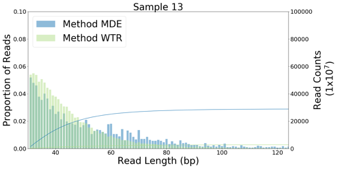 Sample 13
Method MDE
Method WTR
Proportion of Reads
0.10
0.08
0.06
0.04
0.02
0.00
40
60
80
100
120
Read Length (bp)
100000
80000
60000
40000
20000
0
Read Counts
(1x10⁷)